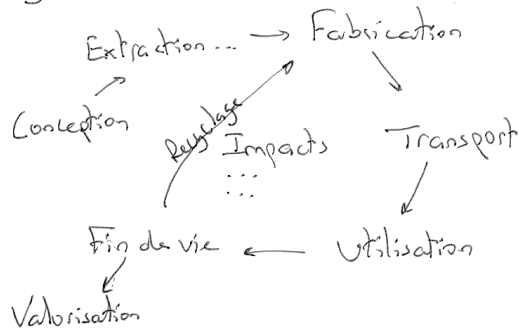 Extraction... → Fabrication
Conception
Recyclage
Impacts
...
...
Transport
Fin de vie ← Utilisation
Valorisation